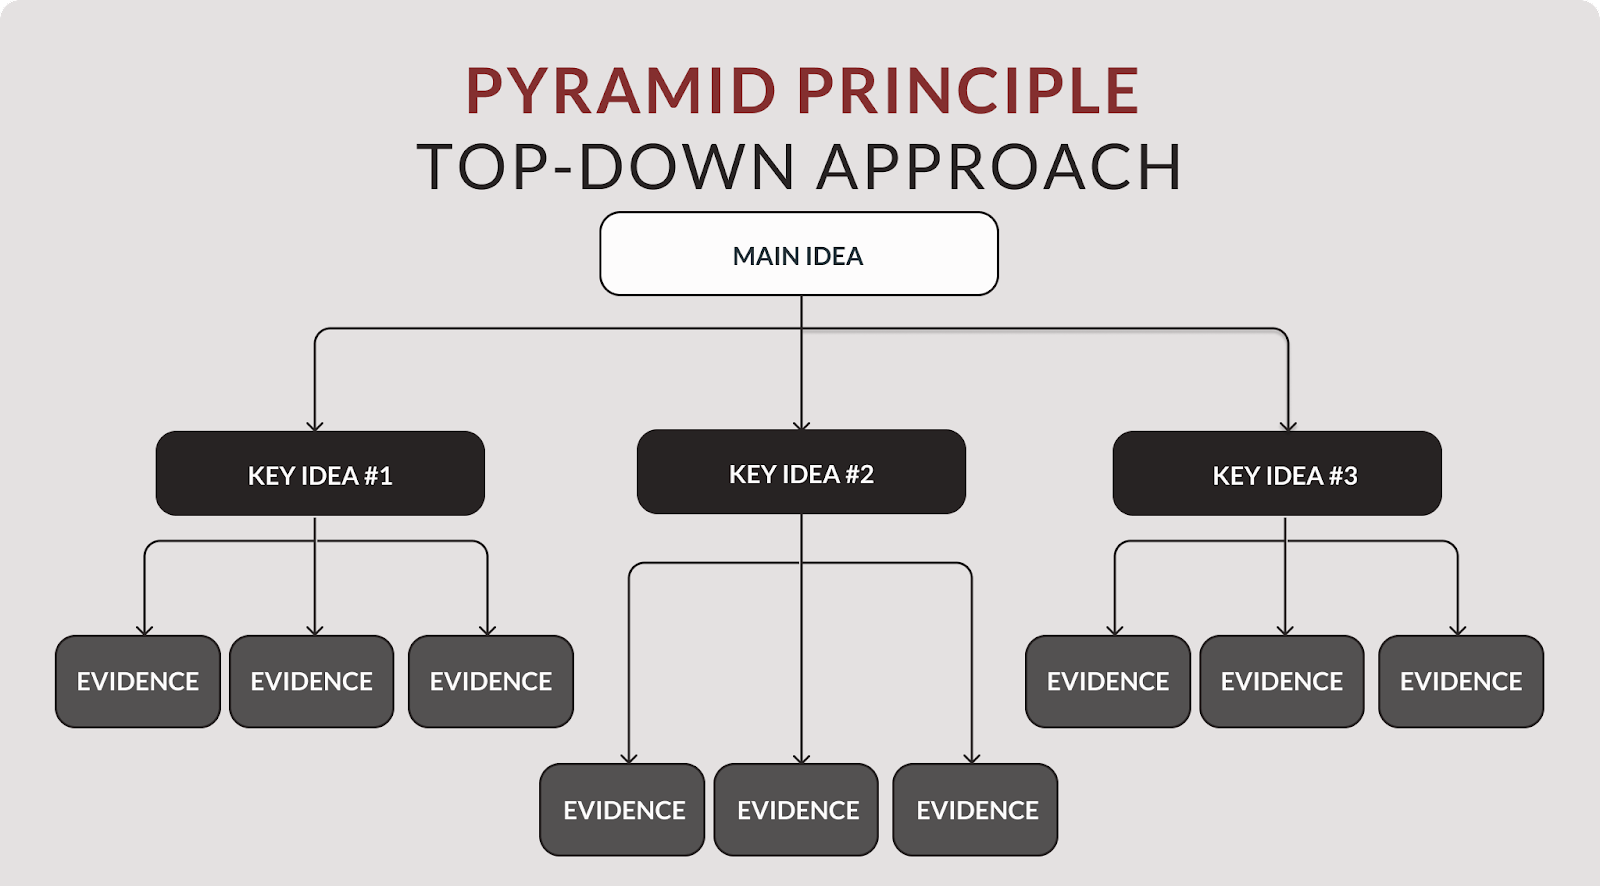 PYRAMID PRINCIPLE
TOP-DOWN APPROACH
MAIN IDEA
KEY IDEA #1
KEY IDEA #2
KEY IDEA #3
EVIDENCE
EVIDENCE
EVIDENCE
EVIDENCE
EVIDENCE
EVIDENCE
EVIDENCE
EVIDENCE
EVIDENCE